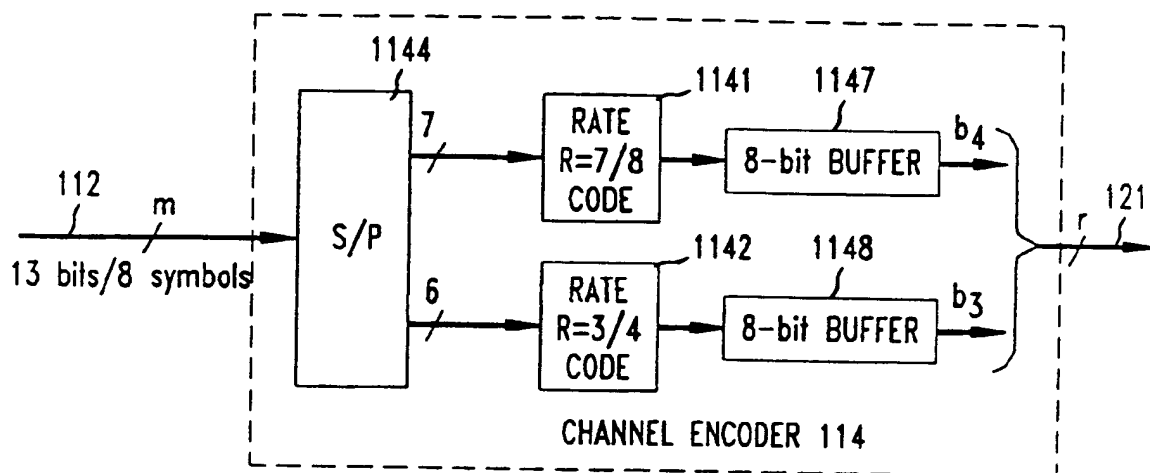 1144
1141
1147
7
RATE
R=7/8
CODE
8-bit BUFFER
b4
112
m
S/P
121
r
13 bits/8 symbols
1142
1148
6
RATE
R=3/4
CODE
8-bit BUFFER
b3
CHANNEL ENCODER 114